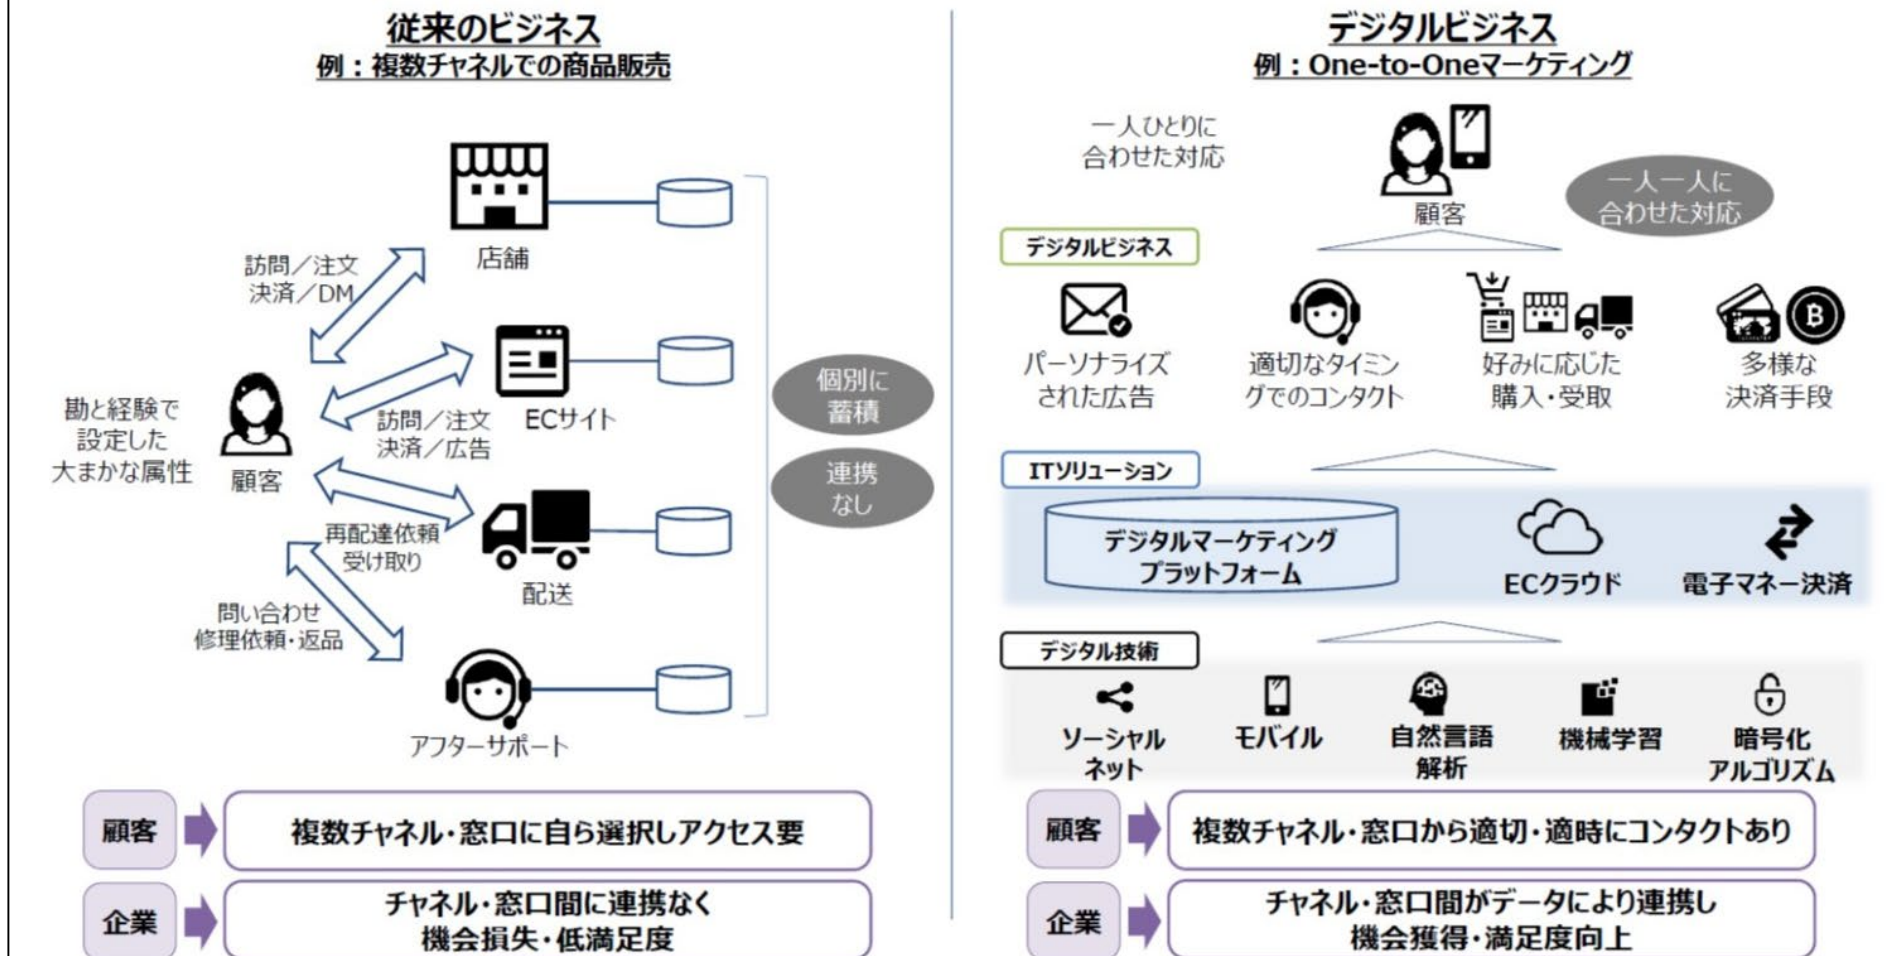 従来のビジネス
例：複数チャネルでの商品販売
店舗
訪問／注文
決済／DM
ECサイト
訪問／注文
決済／広告
勘と経験で
設定した
大まかな属性
顧客
個別に
蓄積
連携
なし
再配達依頼
受け取り
配送
問い合わせ
修理依頼・返品
アフターサポート
顧客
複数チャネル・窓口に自ら選択しアクセス要
企業
チャネル・窓口間に連携なく
機会損失・低満足度
デジタルビジネス
例：One-to-Oneマーケティング
一人ひとりに
合わせた対応
顧客
一人一人に
合わせた対応
デジタルビジネス
パーソナライズ
された広告
適切なタイミン
グでのコンタクト
好みに応じた
購入・受取
多様な
決済手段
ITソリューション
デジタルマーケティング
プラットフォーム
ECクラウド
電子マネー決済
デジタル技術
ソーシャル
ネット
モバイル
自然言語
解析
機械学習
暗号化
アルゴリズム
顧客
複数チャネル・窓口から適切・適時にコンタクトあり
企業
チャネル・窓口間がデータにより連携し
機会獲得・満足度向上